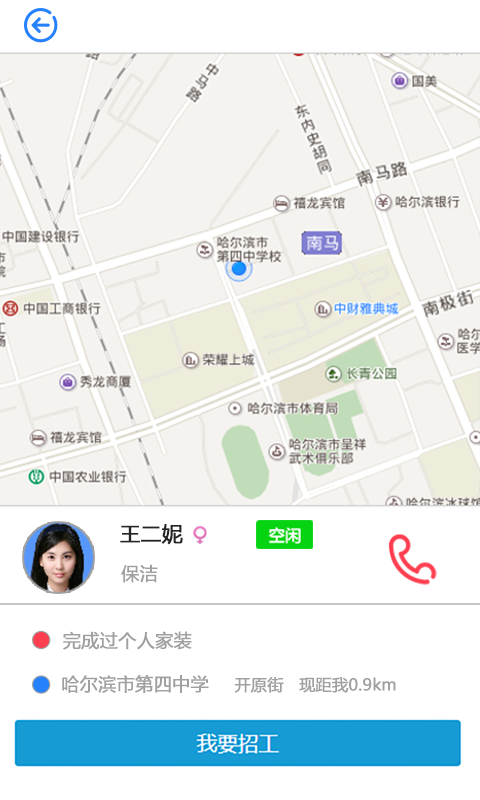 国美
东内史胡同
南马路
禧龙宾馆
哈尔滨银行
中国建设银行
哈尔滨市
第四中学校
南马
中国工商银行
中财雅典城
南极街
荣耀上城
长青公园
秀龙商厦
哈尔滨市体育局
禧龙宾馆
哈尔滨市呈祥
武术俱乐部
中国农业银行
哈尔滨冰球馆
王二妮
空闲
保洁
完成过个人家装
哈尔滨市第四中学 开原街 现距我0.9km
我要招工